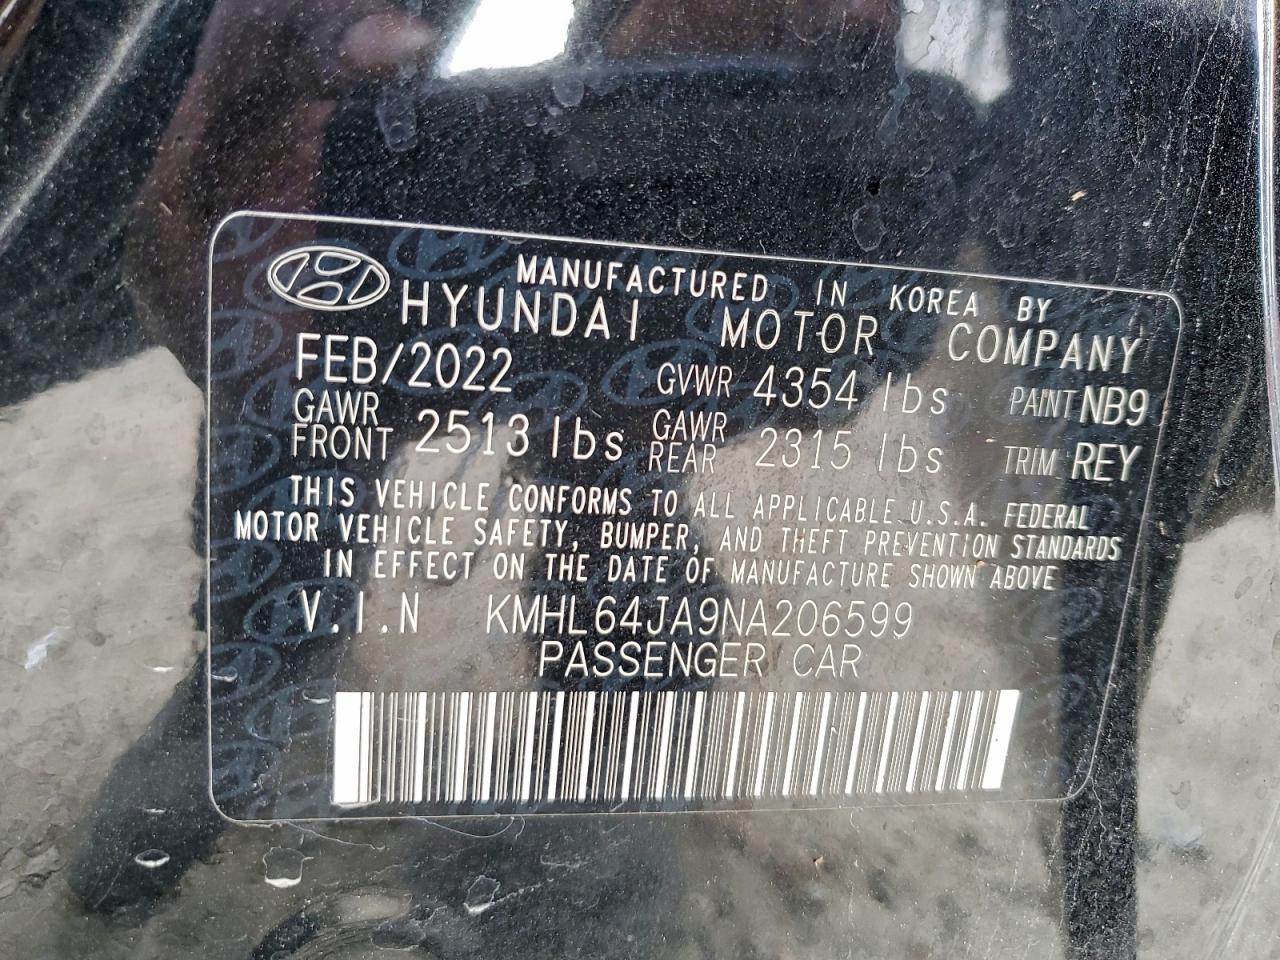 MANUFACTURED IN KOREA BY
HYUNDAI MOTOR COMPANY
FEB/2022 GVWR 4354 lbs PAINT NB9
GAWR FRONT 2513 lbs GAWR REAR 2315 lbs TRIM REY
THIS VEHICLE CONFORMS TO ALL APPLICABLE U.S.A. FEDERAL
MOTOR VEHICLE SAFETY, BUMPER, AND THEFT PREVENTION STANDARDS
IN EFFECT ON THE DATE OF MANUFACTURE SHOWN ABOVE
V.I.N KMHL64JA9NA206599
PASSENGER CAR